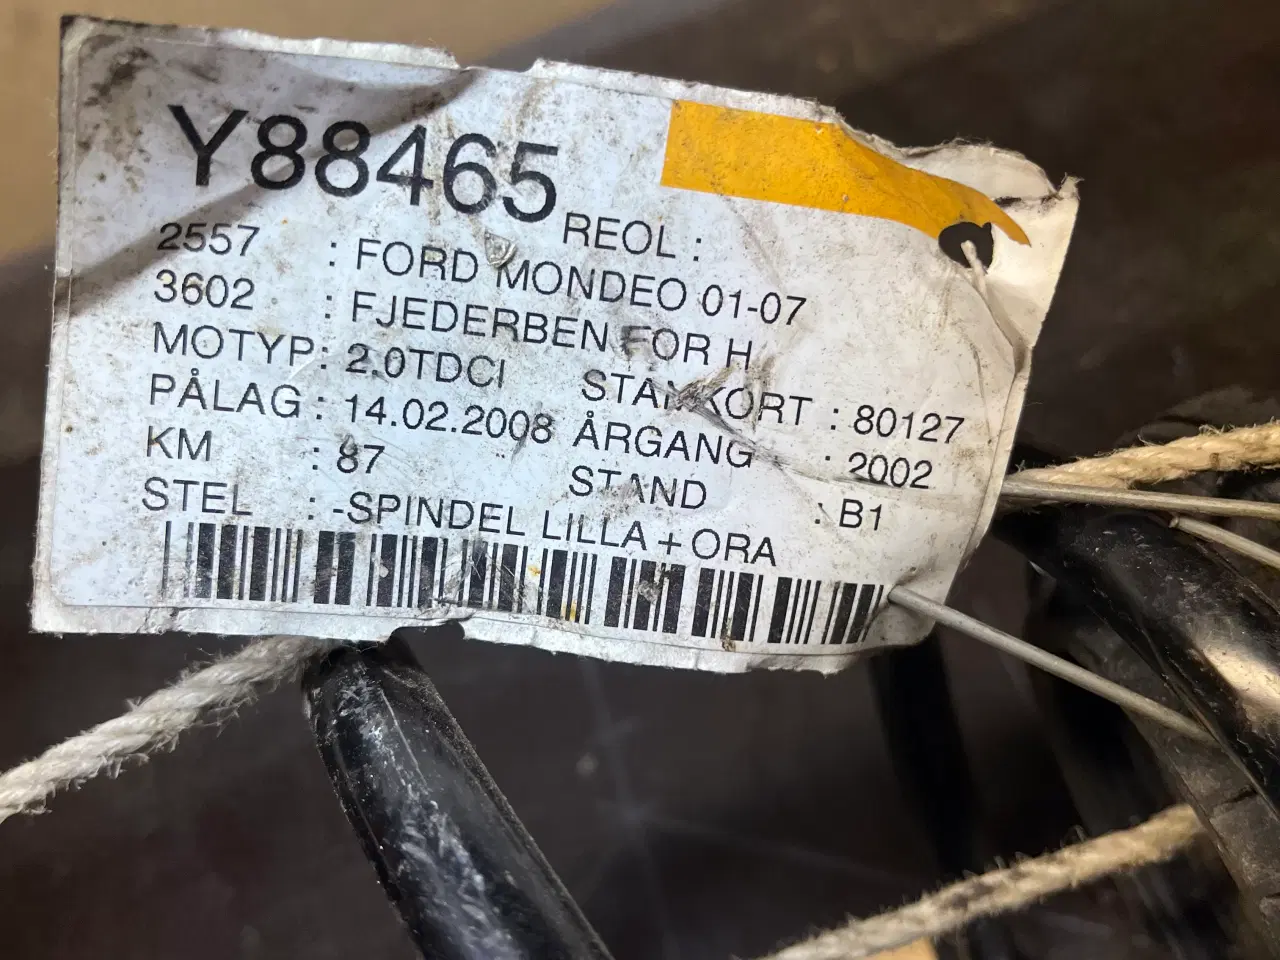 Y88465 REOL :
2557 : FORD MONDEO 01-07
3602 : FJEDERBEN FOR H
MOTYP : 2.0TDCI STAMKORT : 80127
PÅLAG : 14.02.2008 ÅRGANG : 2002
KM : 87 STAND : B1
STEL : -SPINDEL LILLA+ORA